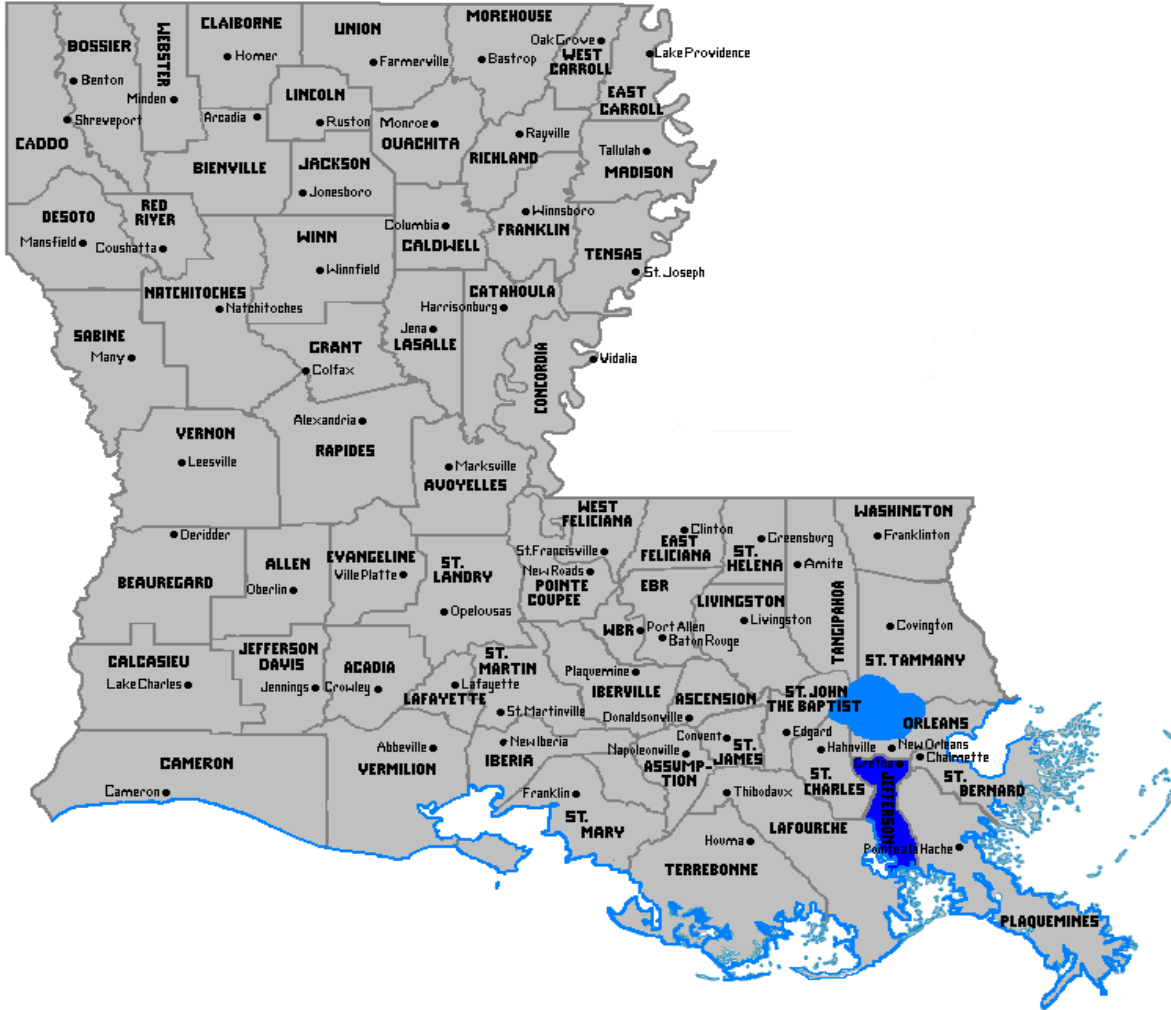 MOREHOUSE
CLAIBORNE
UNION
WEBSTER
BOSSIER
Oak Grove
WEST
CARROLL
Lake Providence
Homer
Farmerville
Bastrop
Benton
LINCOLN
EAST
CARROLL
Minden
Shreveport
Arcadia
Ruston
Monroe
OUACHITA
Rayville
CADDO
RICHLAND
Tallulah
MADISON
BIENVILLE
JACKSON
Jonesboro
RED
RIVER
DESOTO
Mansfield
Coushatta
WINN
Columbia
CALDWELL
Winnsboro
FRANKLIN
TENSAS
St. Joseph
Winnfield
NATCHITOCHES
Natchitoches
CATAHOULA
Harrisonburg
SABINE
Many
GRANT
Colfax
Jena
LASALLE
CONCORDIA
Vidalia
Alexandria
VERNON
RAPIDES
Leesville
Marksville
AVOYELLES
WEST
FELICIANA
WASHINGTON
Deridder
St. Francisville
Clinton
EAST
FELICIANA
Greensburg
ST.
HELENA
Franklinton
BEAUREGARD
ALLEN
Oberlin
EVANGELINE
Ville Platte
ST.
LANDRY
New Roads
POINTE
COUPEE
EBR
Amite
LIVINGSTON
Opelousas
WBR
Port Allen
Baton Rouge
Livingston
TANGIPAHOA
Covington
ST. TAMMANY
CALCASIEU
Lake Charles
JEFFERSON
DAVIS
Jennings
ACADIA
Crowley
LAFAYETTE
Lafayette
ST.
MARTIN
St. Martinville
Plaquemine
IBERVILLE
ASCENSION
Donaldsonville
ST. JOHN
THE BAPTIST
ORLEANS
CAMERON
Cameron
Abbeville
VERMILION
New Iberia
IBERIA
Napoleonville
ASSUMP-
TION
Convent
ST.
JAMES
Edgard
Hahnville
ST.
CHARLES
New Orleans
Chalmette
Gretna
JEFFERSON
ST.
BERNARD
Franklin
ST.
MARY
Thibodaux
LAFOURCHE
Houma
TERREBONNE
Pointe ala Hache
PLAQUEMINES